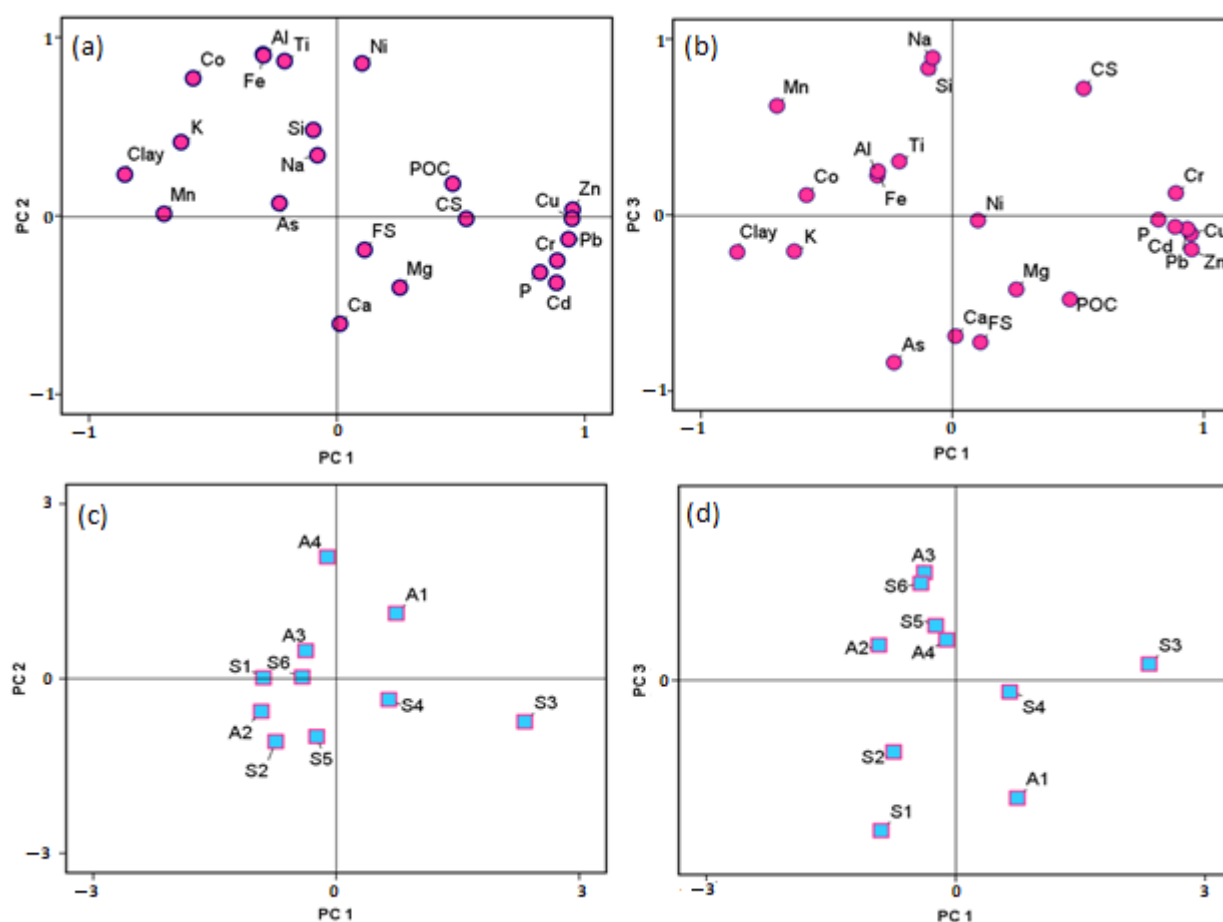 (a)
PC 2
1
0
−1
Al
Ti
Ni
Co
Fe
K
Si
Clay
Na
POC
Zn
Mn
Cu
CS
As
FS
Pb
Cr
Mg
P
Cd
Ca
−1
0
1
PC 1
(b)
PC 3
1
0
−1
Na
CS
Si
Mn
Al
Ti
Cr
Co
Fe
Ni
P
Cu
Clay
K
Cd
Pb
Zn
Mg
POC
Ca
FS
As
−1
0
1
PC 1
(c)
PC 2
3
0
−3
A4
A1
A3
S1
S6
S4
S3
A2
S2
S5
−3
0
3
PC 1
(d)
PC 3
0
A3
S6
S5
S3
A2
A4
S4
S2
A1
S1
−3
0
3
PC 1